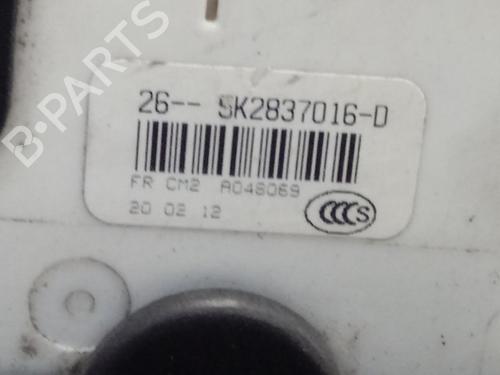 B-PARTS
26-- 5K2837016-D
FR CM2 A048069
20 02 12
CCCS